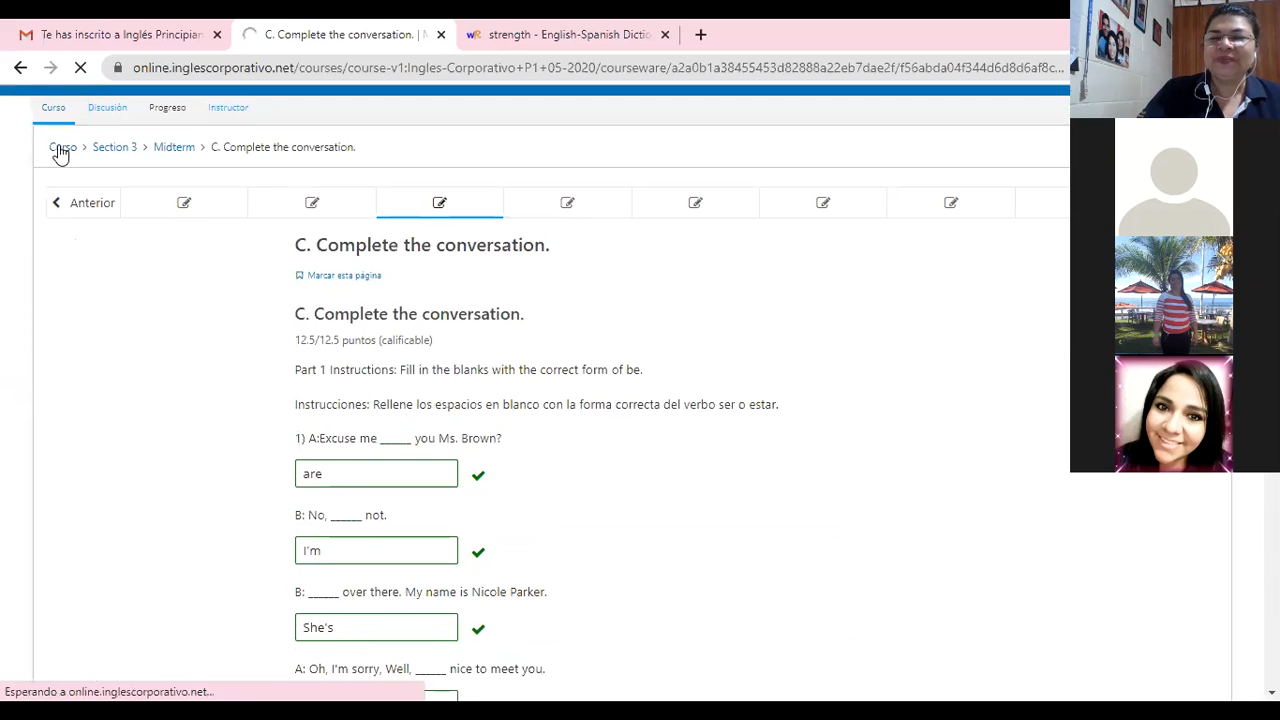 Te has inscrito a Inglés Principian
C. Complete the conversation. | M
strength - English-Spanish Dictio
online.inglescorporativo.net/courses/course-v1:Ingles-Corporativo+P1+05-2020/courseware/a2a0b1a38455453d82888a22eb7dae2f/f56abda04f344d6d8d6af8c...
Curso Discusión Progreso Instructor
Curso > Section 3 > Midterm > C. Complete the conversation.
Anterior
C. Complete the conversation.
Marcar esta página
C. Complete the conversation.
12.5/12.5 puntos (calificable)
Part 1 Instructions: Fill in the blanks with the correct form of be.
Instrucciones: Rellene los espacios en blanco con la forma correcta del verbo ser o estar.
1) A:Excuse me ______ you Ms. Brown?
are
B: No, ______ not.
I'm
B: ______ over there. My name is Nicole Parker.
She's
A: Oh, I'm sorry, Well, ______ nice to meet you.
Esperando a online.inglescorporativo.net...